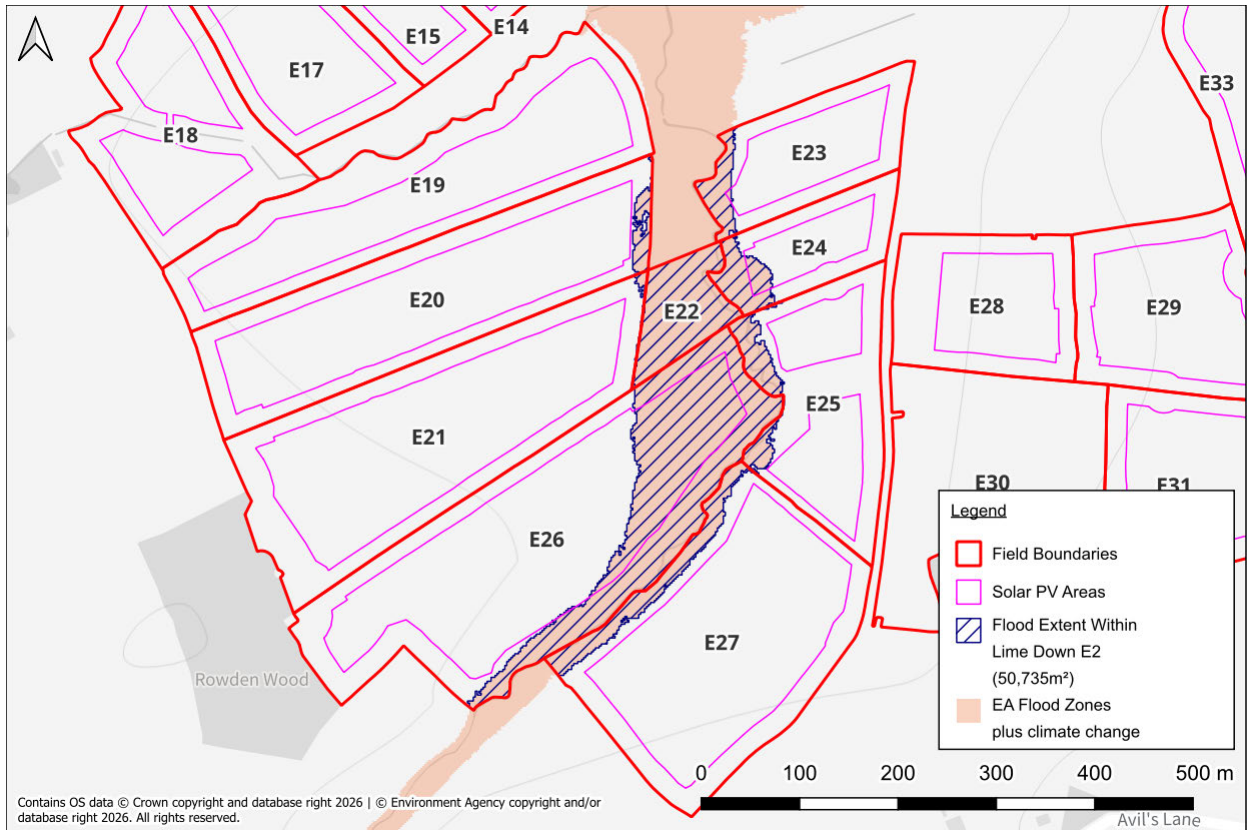 E14
E15
E17
E33
E18
E23
E19
E24
E20
E22
E28
E29
E25
E21
E30
E31
E26
E27
Rowden Wood
Legend
Field Boundaries
Solar PV Areas
Flood Extent Within
Lime Down E2
(50,735m²)
EA Flood Zones
plus climate change
0 100 200 300 400 500 m
Contains OS data © Crown copyright and database right 2026 | © Environment Agency copyright and/or
database right 2026. All rights reserved.
Avil's Lane